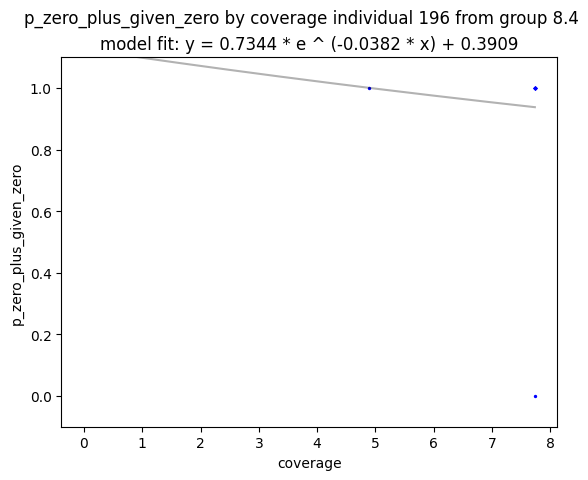 p_zero_plus_given_zero by coverage individual 196 from group 8.4
model fit: y = 0.7344 * e ^ (-0.0382 * x) + 0.3909
1.0
0.8
0.6
0.4
0.2
0.0
p_zero_plus_given_zero
0 1 2 3 4 5 6 7 8
coverage